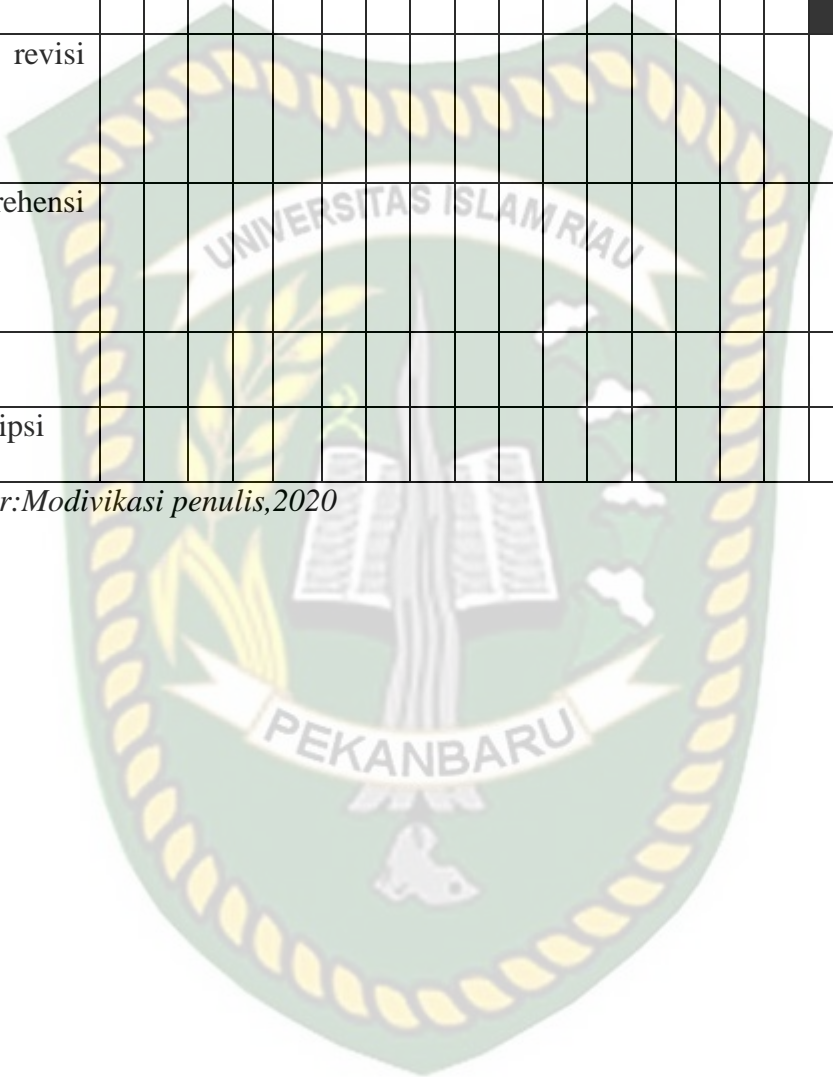 revisi
UNIVERSITAS ISLAM RIAU
rehensi
ipsi
r:Modivikasi penulis,2020
PEKANBARU